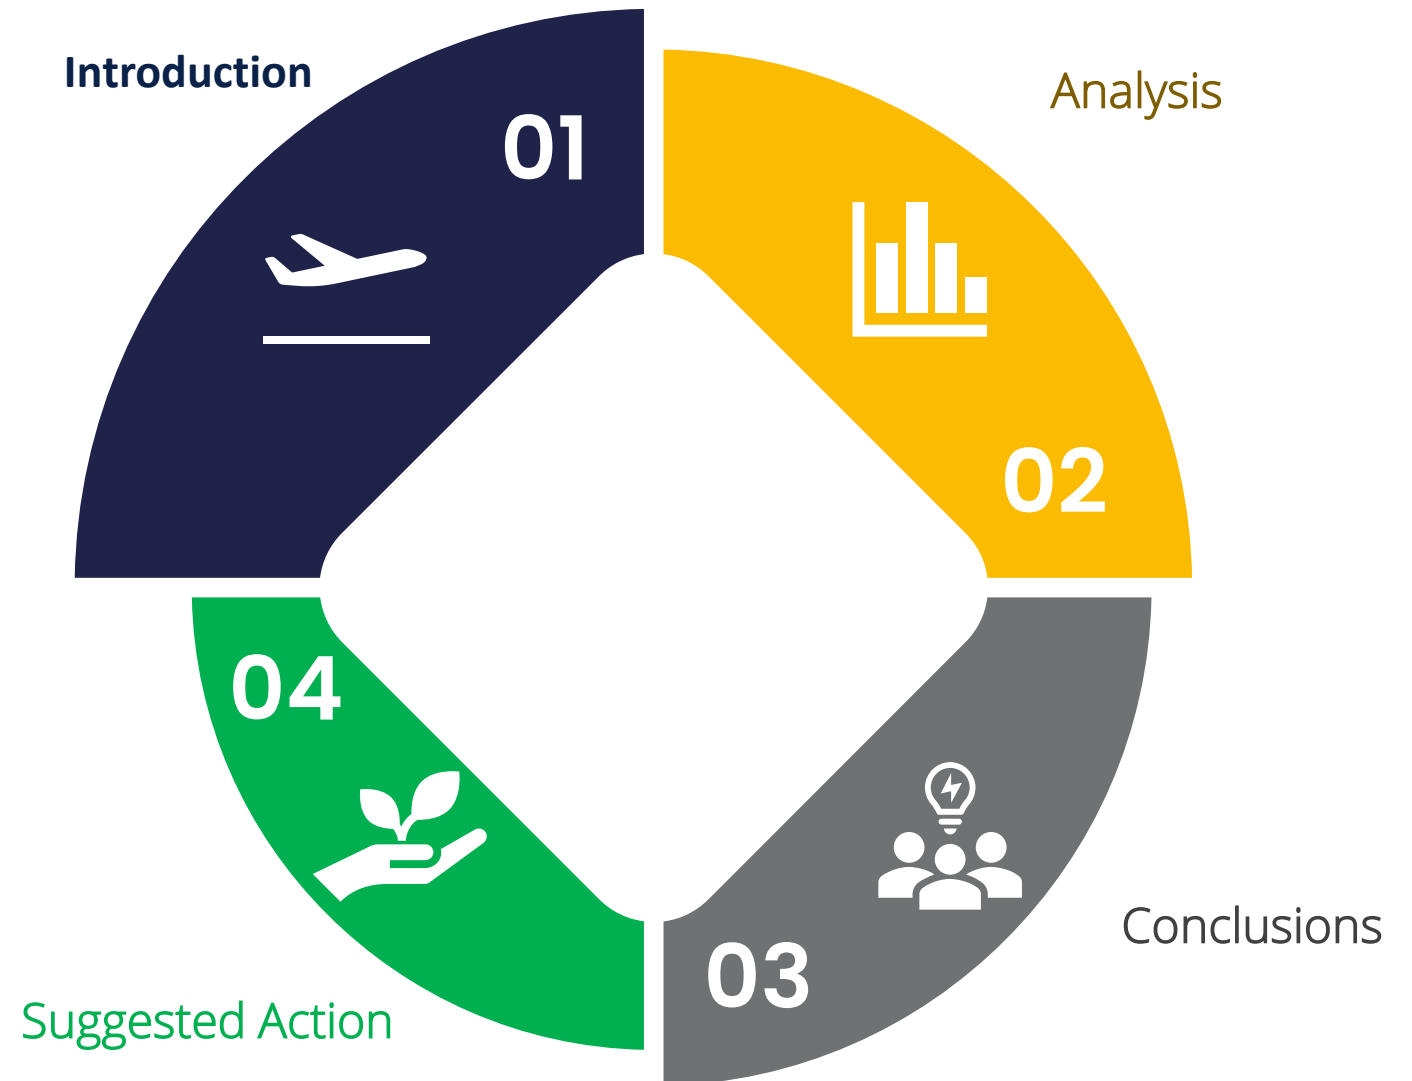 Introduction
01
Analysis
02
Conclusions
03
Suggested Action
04